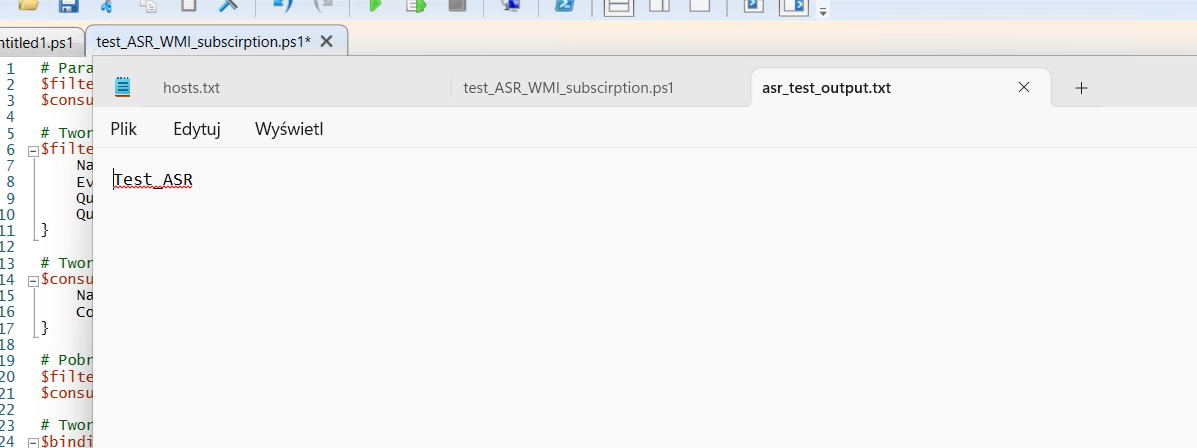 ntitled1.ps1
test_ASR_WMI_subscirption.ps1*
hosts.txt
test_ASR_WMI_subscirption.ps1
asr_test_output.txt
Plik Edytuj Wyświetl
Test_ASR
1 # Para
2 $filte
3 $consu
4
5 # Twor
6 $filte
7 Na
8 Ev
9 Qu
10 Qu
11 }
12
13 # Twor
14 $consu
15 Na
16 Co
17 }
18
19 # Pobr
20 $filte
21 $consu
22
23 # Twor
24 $bindi